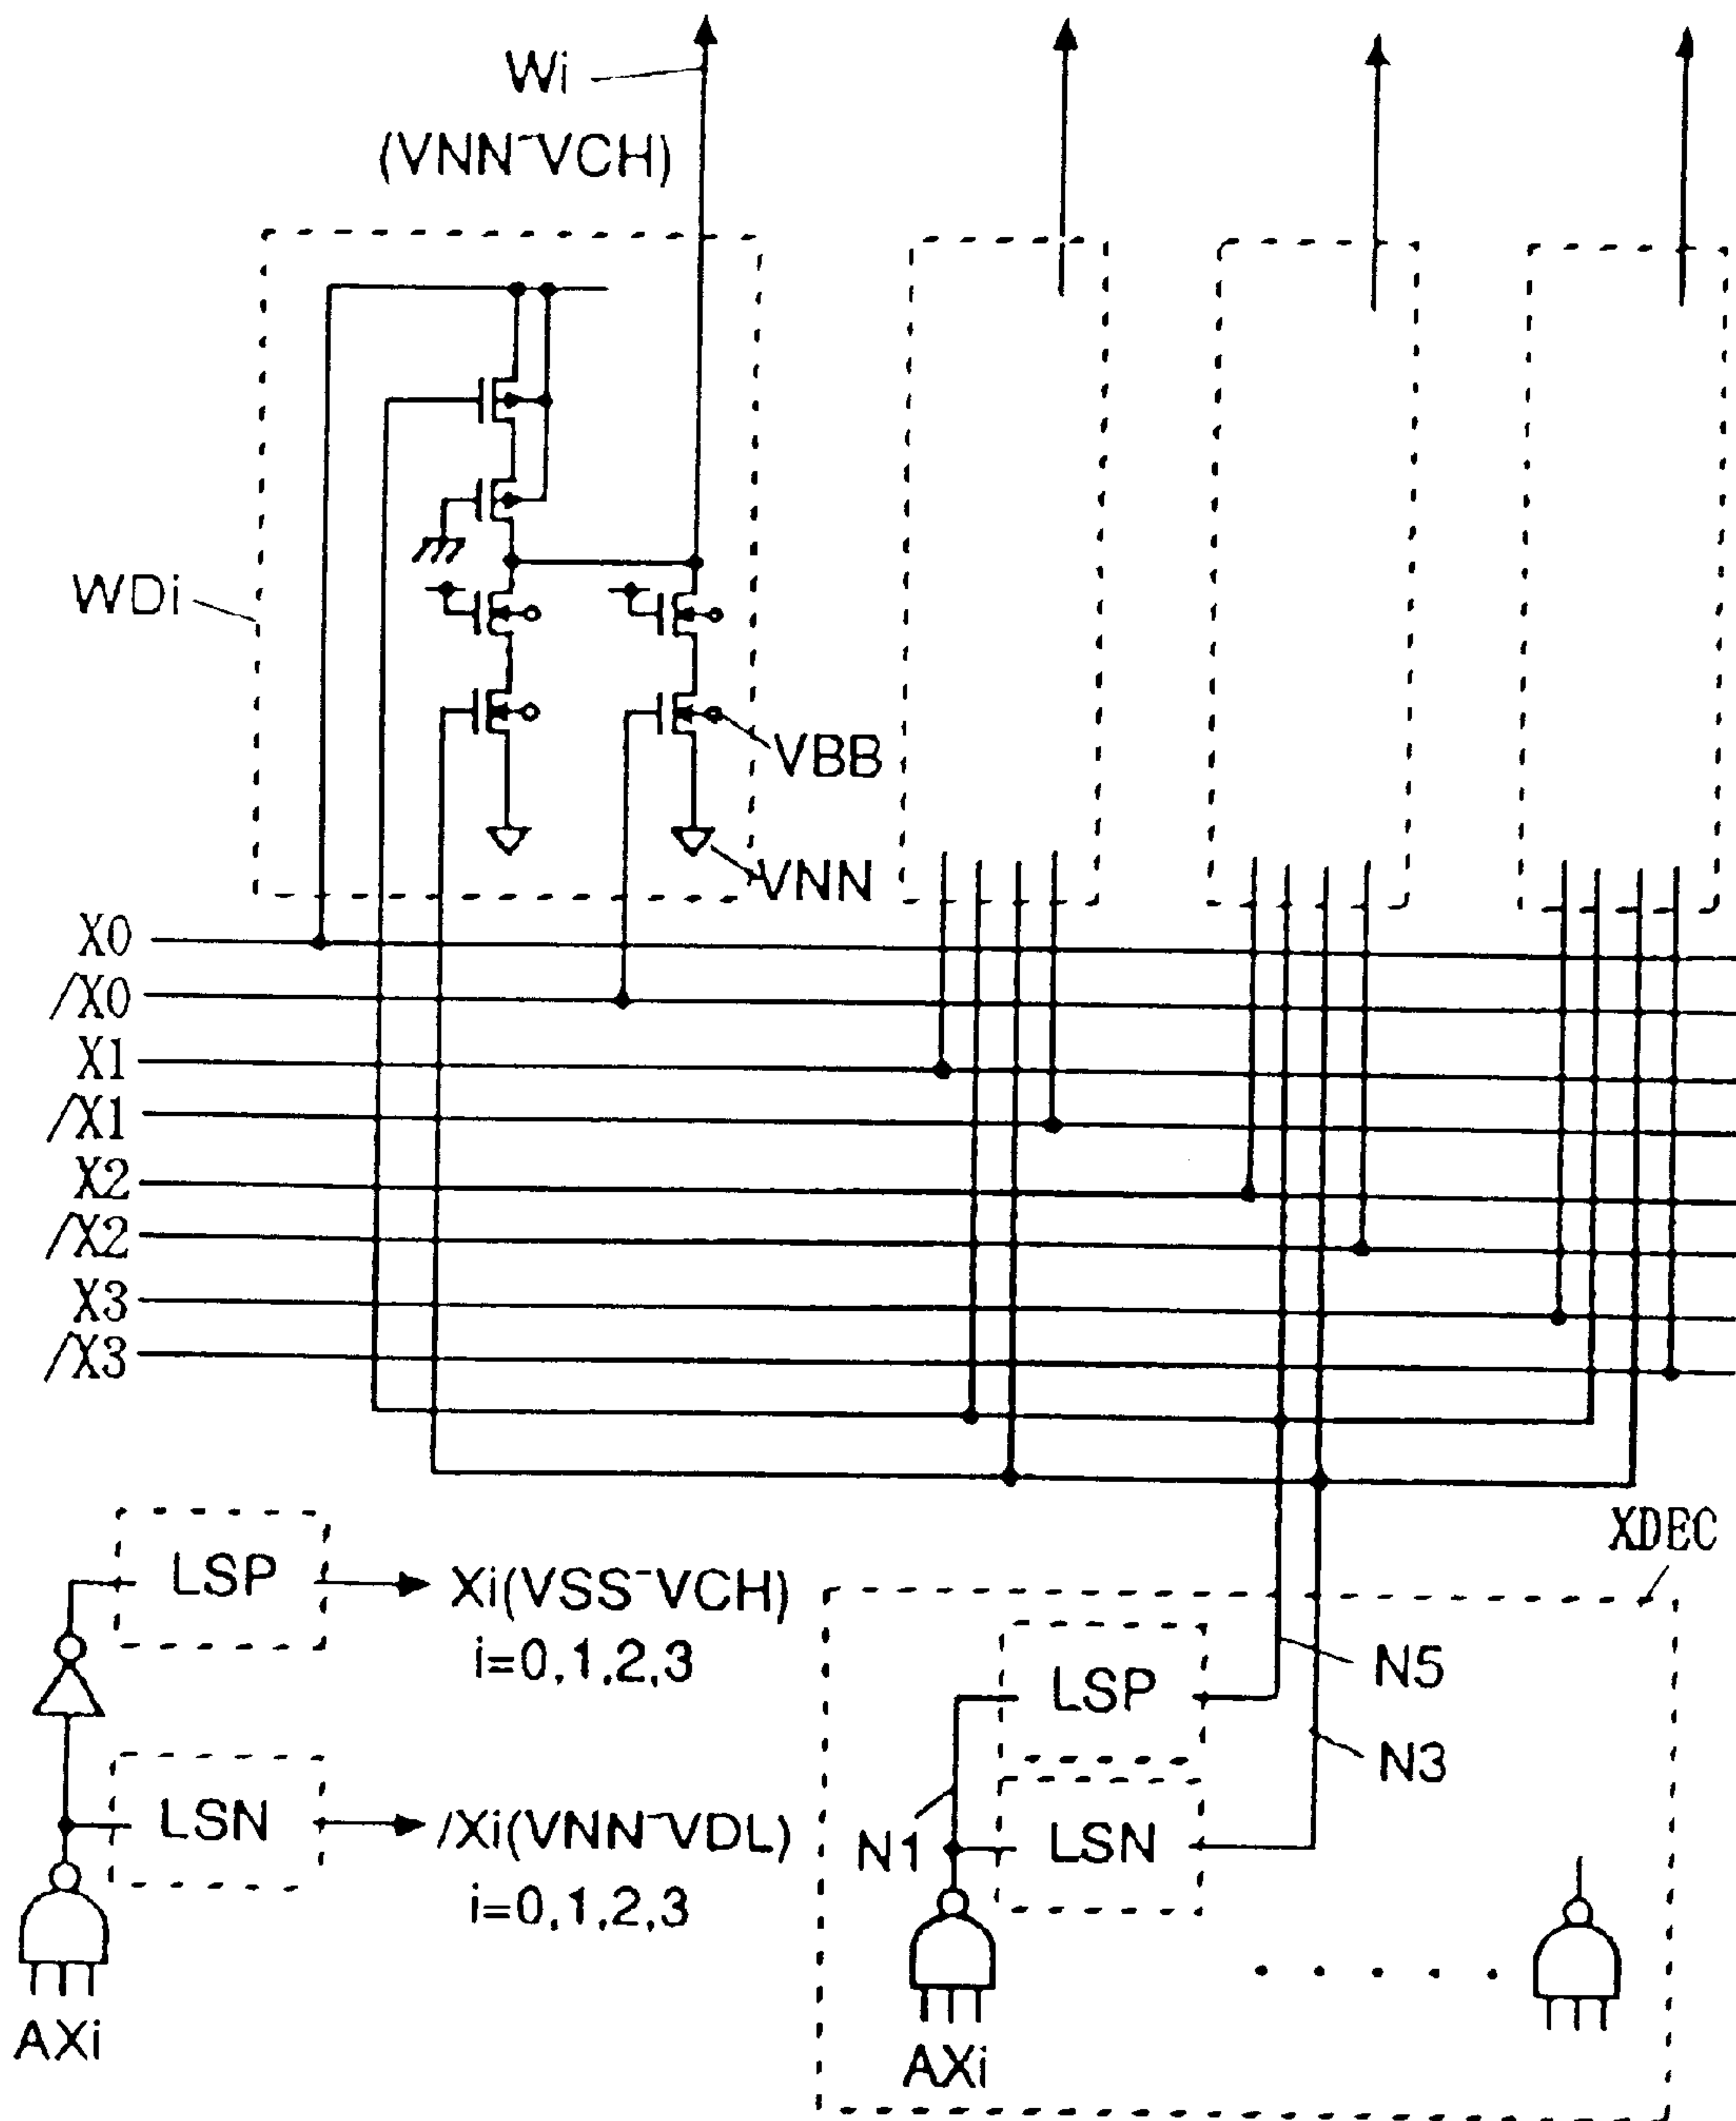 Wi
(VNN‾VCH)
WDi
VBB
VNN
X0
/X0
X1
/X1
X2
/X2
X3
/X3
XDEC
LSP
Xi(VSS‾VCH)
i=0,1,2,3
LSP
N5
N3
LSN
/Xi(VNN‾VDL)
i=0,1,2,3
N1
LSN
AXi
AXi